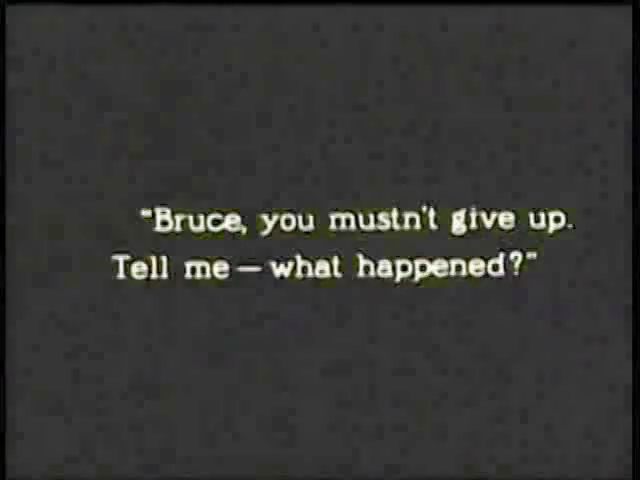 "Bruce, you mustn't give up.
Tell me — what happened?"